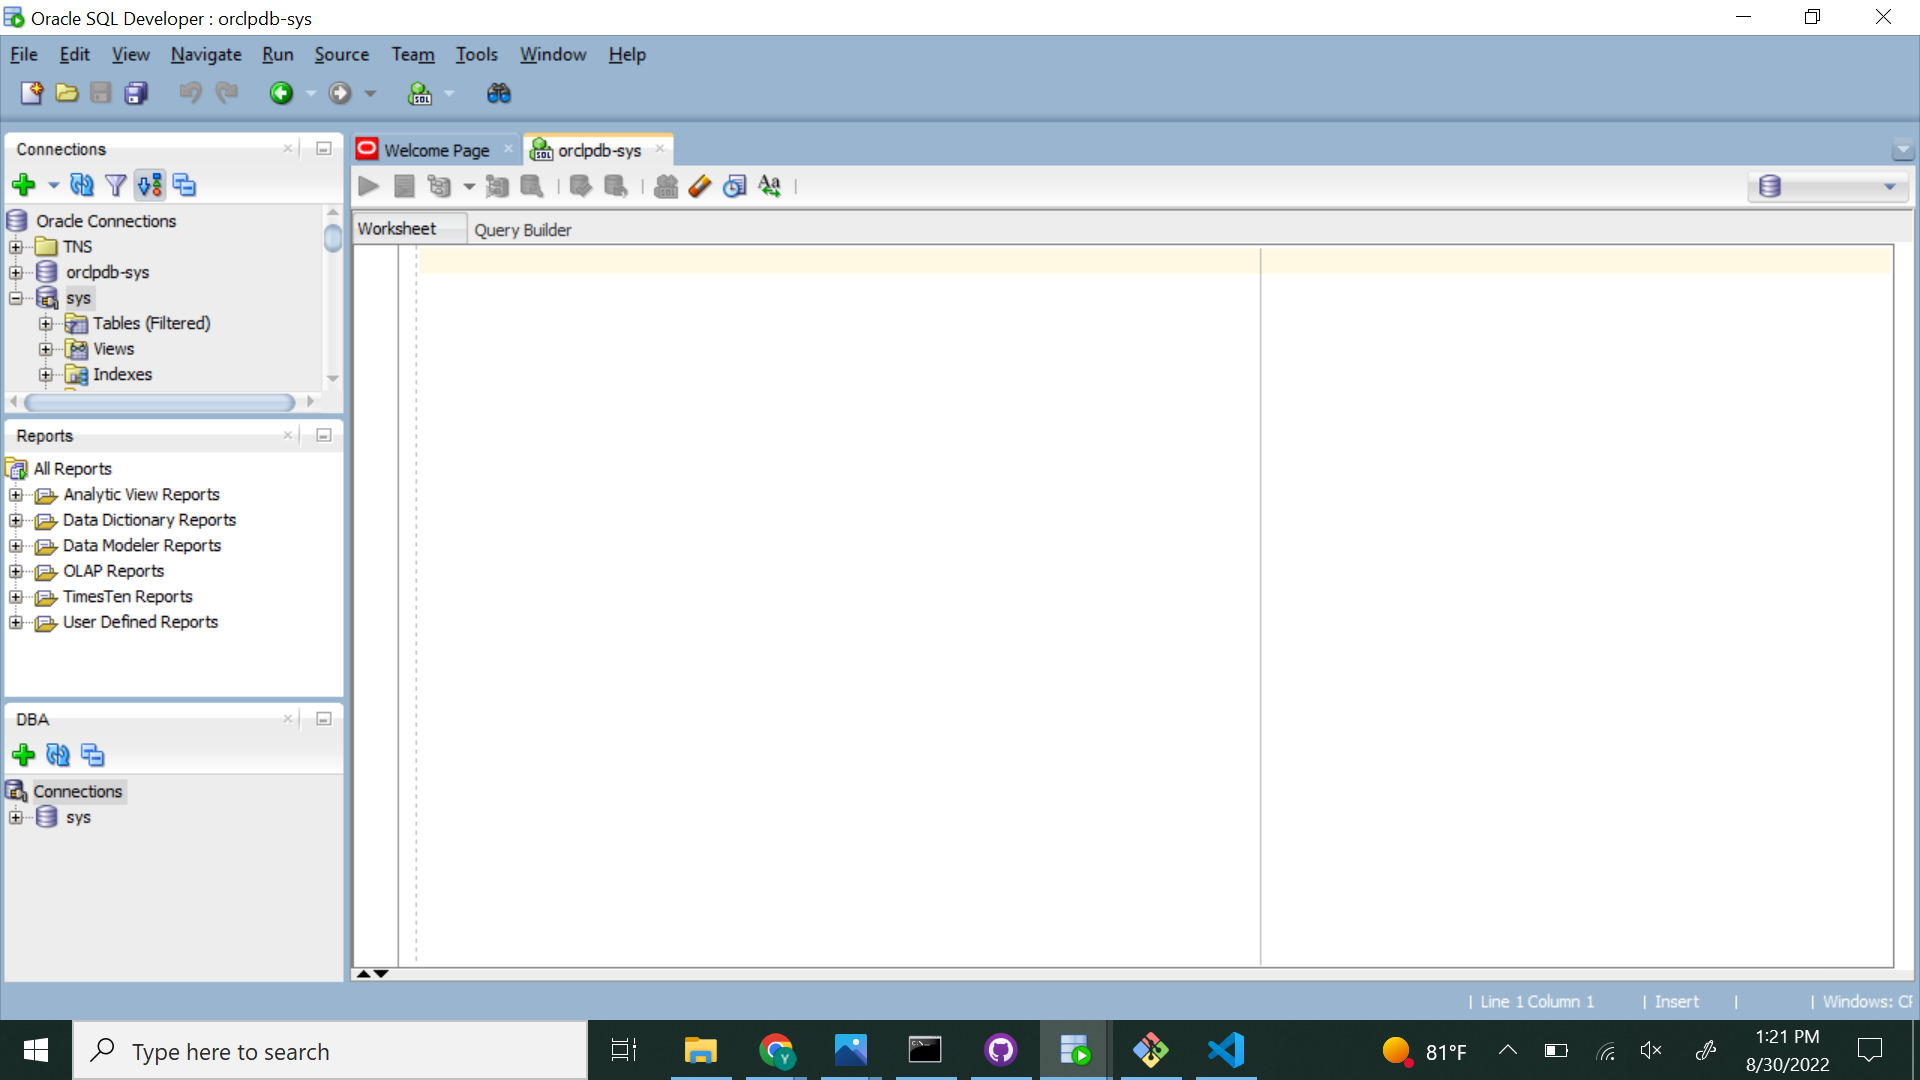 Oracle SQL Developer : orclpdb-sys
File Edit View Navigate Run Source Team Tools Window Help
Connections
Welcome Page
orclpdb-sys
Oracle Connections
TNS
orclpdb-sys
sys
Tables (Filtered)
Views
Indexes
Worksheet
Query Builder
Reports
All Reports
Analytic View Reports
Data Dictionary Reports
Data Modeler Reports
OLAP Reports
TimesTen Reports
User Defined Reports
DBA
Connections
sys
| Line 1 Column 1 | Insert | | Windows: CF
Type here to search
81°F
1:21 PM
8/30/2022